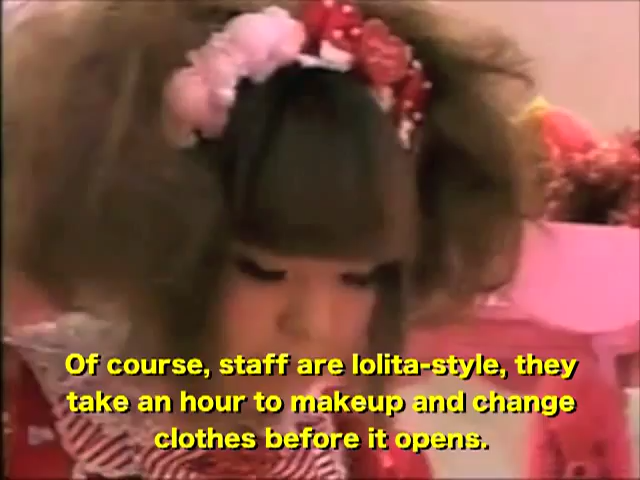 Of course, staff are lolita-style, they
take an hour to makeup and change
clothes before it opens.